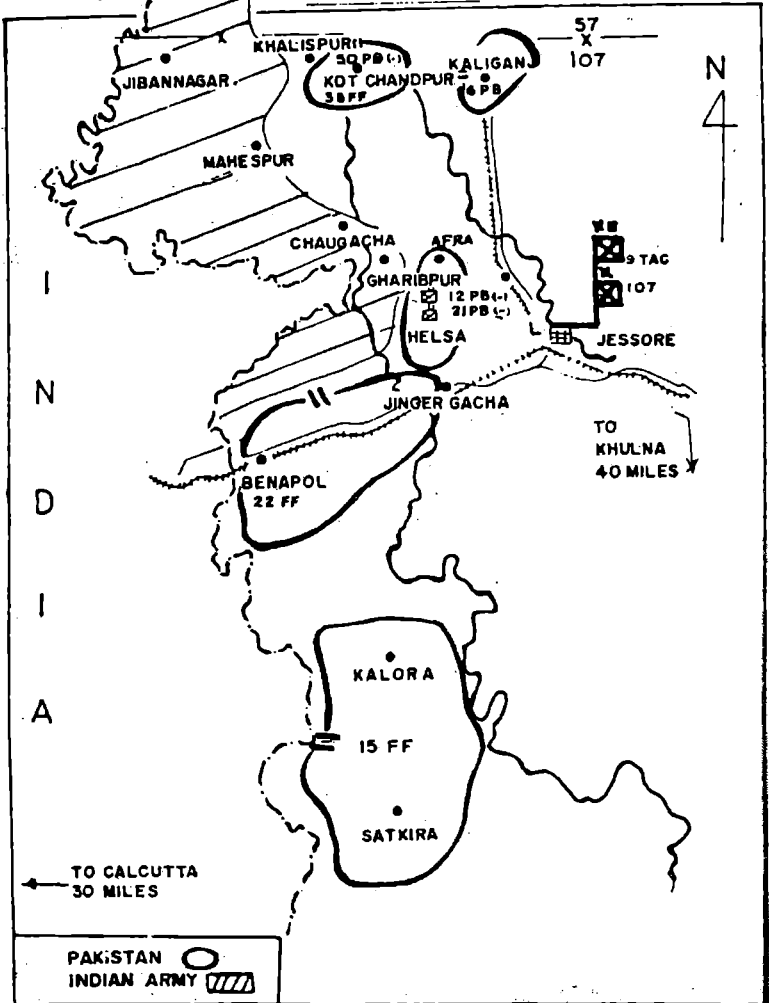 57
X
107
KHALISPUR
50 PB (-)
JIBANNAGAR
KOT CHANDPUR
38 FF
KALIGANJ
6 PB
N
MAHESPUR
CHAUGACHA
AFRA
GHARIBPUR
9 TAC
107
12 PB (-)
21 PB (-)
HELSA
JESSORE
I
N
D
I
A
JINGER GACHA
TO
KHULNA
40 MILES
BENAPOL
22 FF
KALORA
15 FF
SATKIRA
TO CALCUTTA
30 MILES
PAKISTAN
INDIAN ARMY